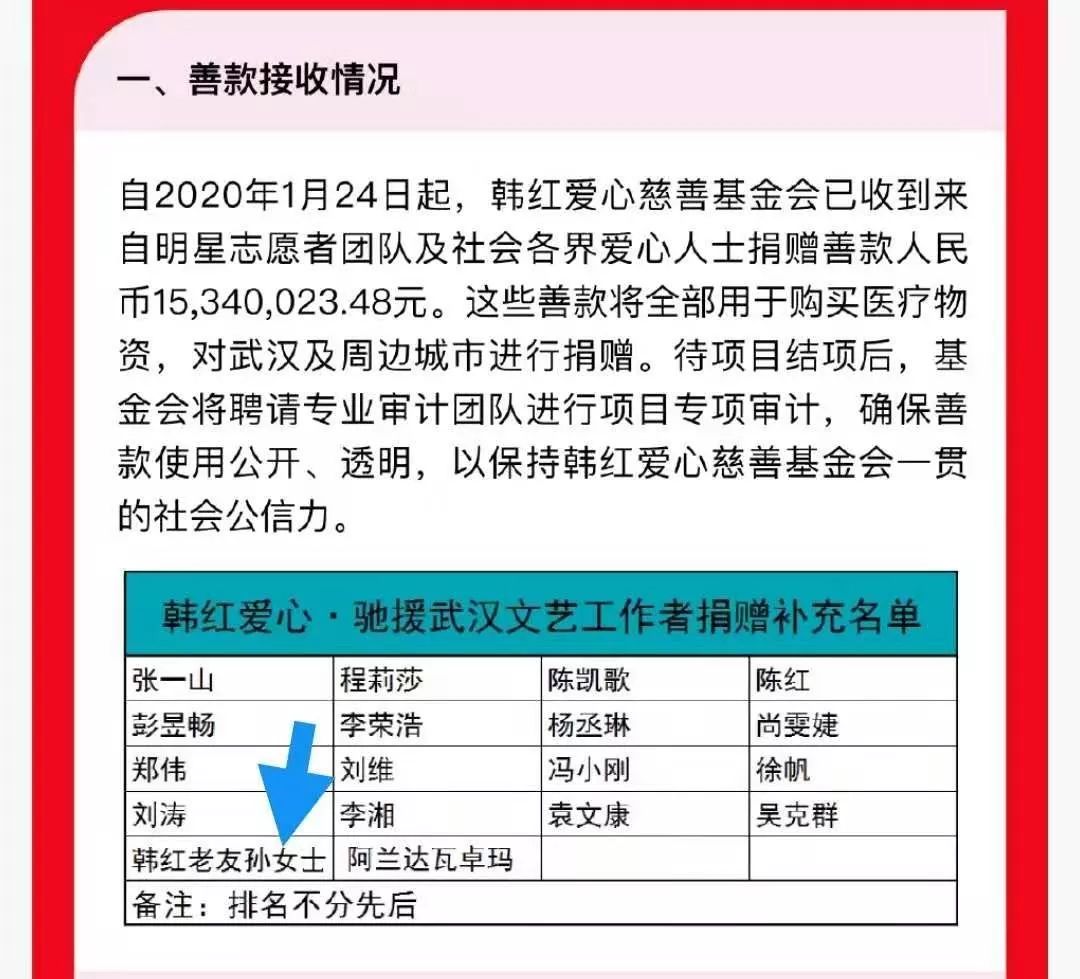 一、善款接收情况
自2020年1月24日起，韩红爱心慈善基金会已收到来
自明星志愿者团队及社会各界爱心人士捐赠善款人民
币15,340,023.48元。这些善款将全部用于购买医疗物
资，对武汉及周边城市进行捐赠。待项目结项后，基
金会将聘请专业审计团队进行项目专项审计，确保善
款使用公开、透明，以保持韩红爱心慈善基金会一贯
的社会公信力。
韩红爱心·驰援武汉文艺工作者捐赠补充名单
张一山 程莉莎 陈凯歌 陈红
彭昱畅 李荣浩 杨丞琳 尚雯婕
郑伟 刘维 冯小刚 徐帆
刘涛 李湘 袁文康 吴克群
韩红老友孙女士 阿兰达瓦卓玛
备注：排名不分先后